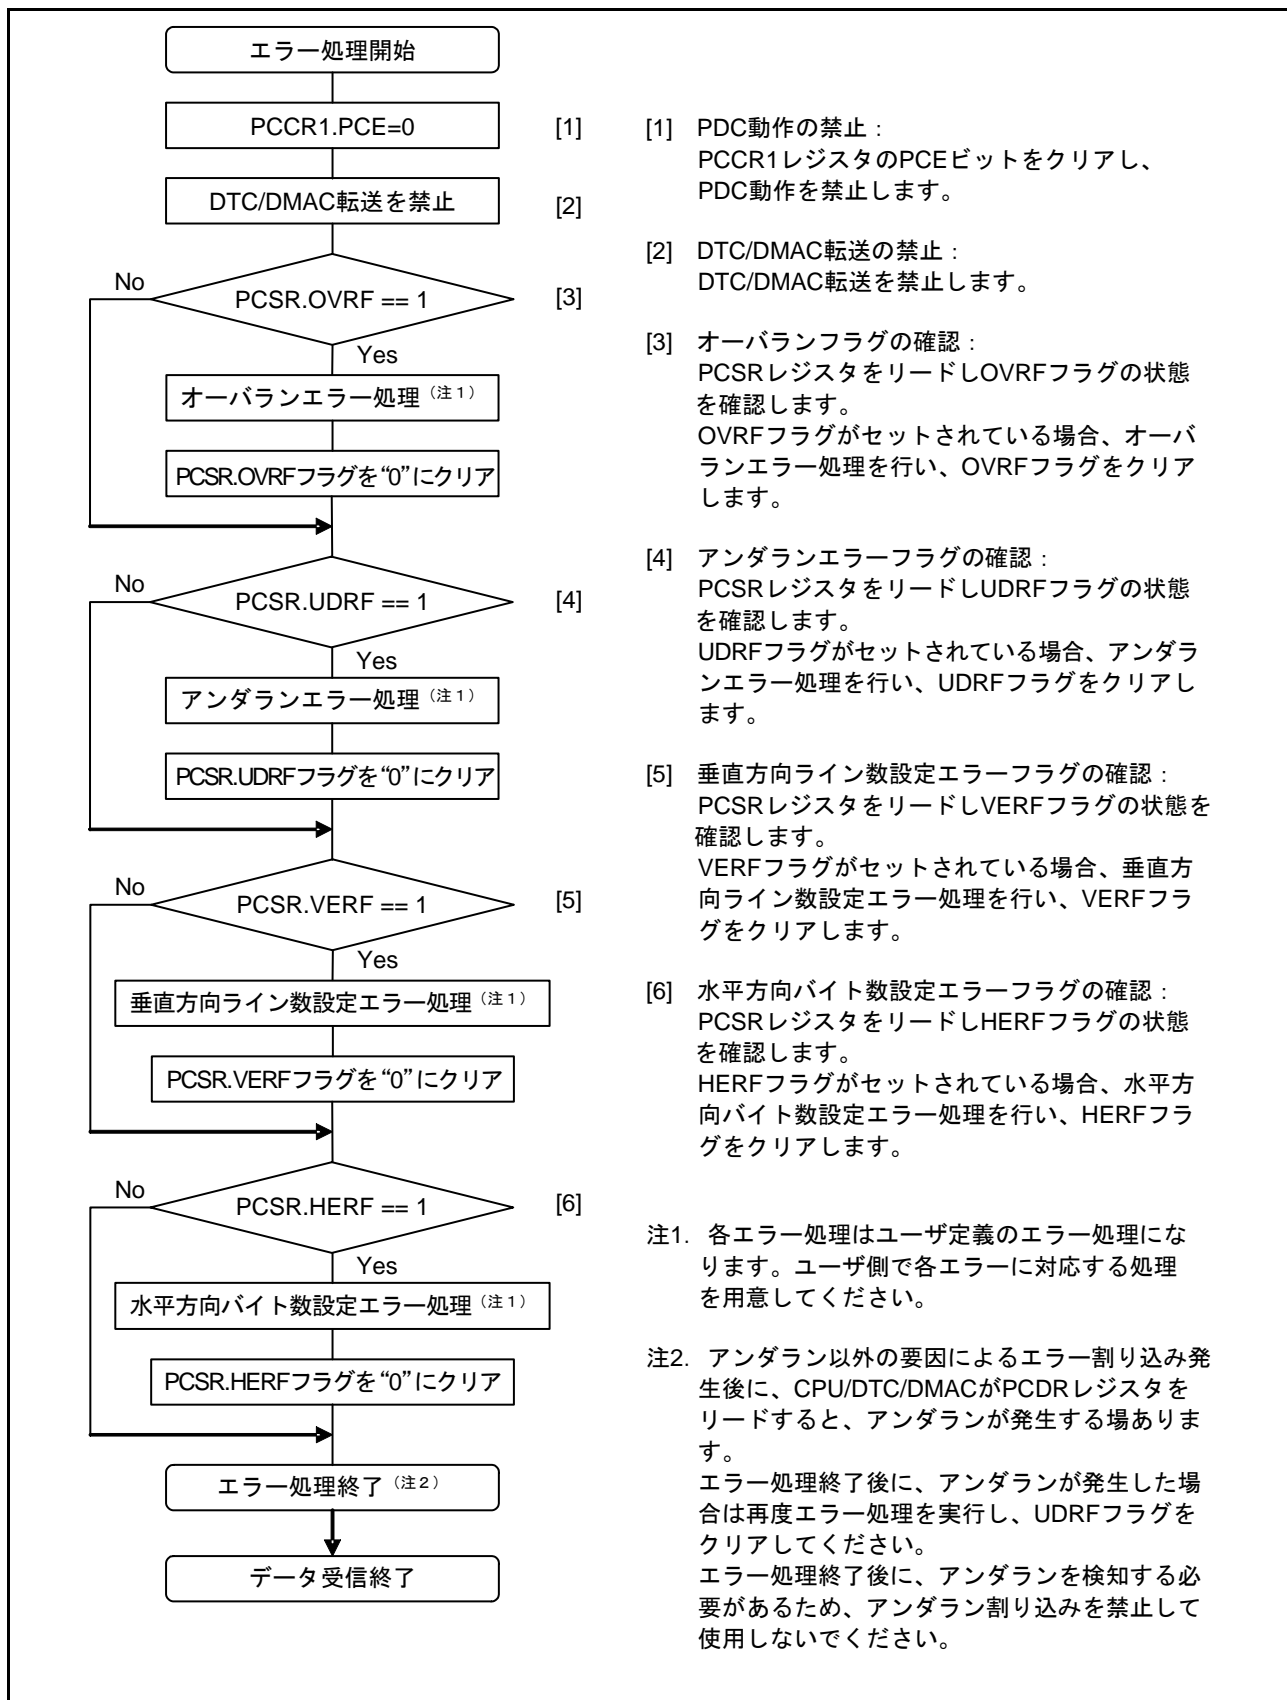 エラー処理開始
PCCR1.PCE=0
[1]
DTC/DMAC転送を禁止
[2]
No
PCSR.OVRF == 1
[3]
Yes
オーバランエラー処理（注１）
PCSR.OVRFフラグを“0”にクリア
No
PCSR.UDRF == 1
[4]
Yes
アンダランエラー処理（注１）
PCSR.UDRFフラグを“0”にクリア
No
PCSR.VERF == 1
[5]
Yes
垂直方向ライン数設定エラー処理（注１）
PCSR.VERFフラグを“0”にクリア
No
PCSR.HERF == 1
[6]
Yes
水平方向バイト数設定エラー処理（注１）
PCSR.HERFフラグを“0”にクリア
エラー処理終了（注２）
データ受信終了
[1] PDC動作の禁止：
PCCR1レジスタのPCEビットをクリアし、
PDC動作を禁止します。
[2] DTC/DMAC転送の禁止：
DTC/DMAC転送を禁止します。
[3] オーバランフラグの確認：
PCSRレジスタをリードしOVRFフラグの状態
を確認します。
OVRFフラグがセットされている場合、オーバ
ランエラー処理を行い、OVRFフラグをクリア
します。
[4] アンダランエラーフラグの確認：
PCSRレジスタをリードしUDRFフラグの状態
を確認します。
UDRFフラグがセットされている場合、アンダラ
ンエラー処理を行い、UDRFフラグをクリアし
ます。
[5] 垂直方向ライン数設定エラーフラグの確認：
PCSRレジスタをリードしVERFフラグの状態を
確認します。
VERFフラグがセットされている場合、垂直方
向ライン数設定エラー処理を行い、VERFフラ
グをクリアします。
[6] 水平方向バイト数設定エラーフラグの確認：
PCSRレジスタをリードしHERFフラグの状態
を確認します。
HERFフラグがセットされている場合、水平方
向バイト数設定エラー処理を行い、HERFフラ
グをクリアします。
注1. 各エラー処理はユーザ定義のエラー処理にな
ります。ユーザ側で各エラーに対応する処理
を用意してください。
注2. アンダラン以外の要因によるエラー割り込み発
生後に、CPU/DTC/DMACがPCDRレジスタを
リードすると、アンダランが発生する場ありま
す。
エラー処理終了後に、アンダランが発生した場
合は再度エラー処理を実行し、UDRFフラグを
クリアしてください。
エラー処理終了後に、アンダランを検知する必
要があるため、アンダラン割り込みを禁止して
使用しないでください。